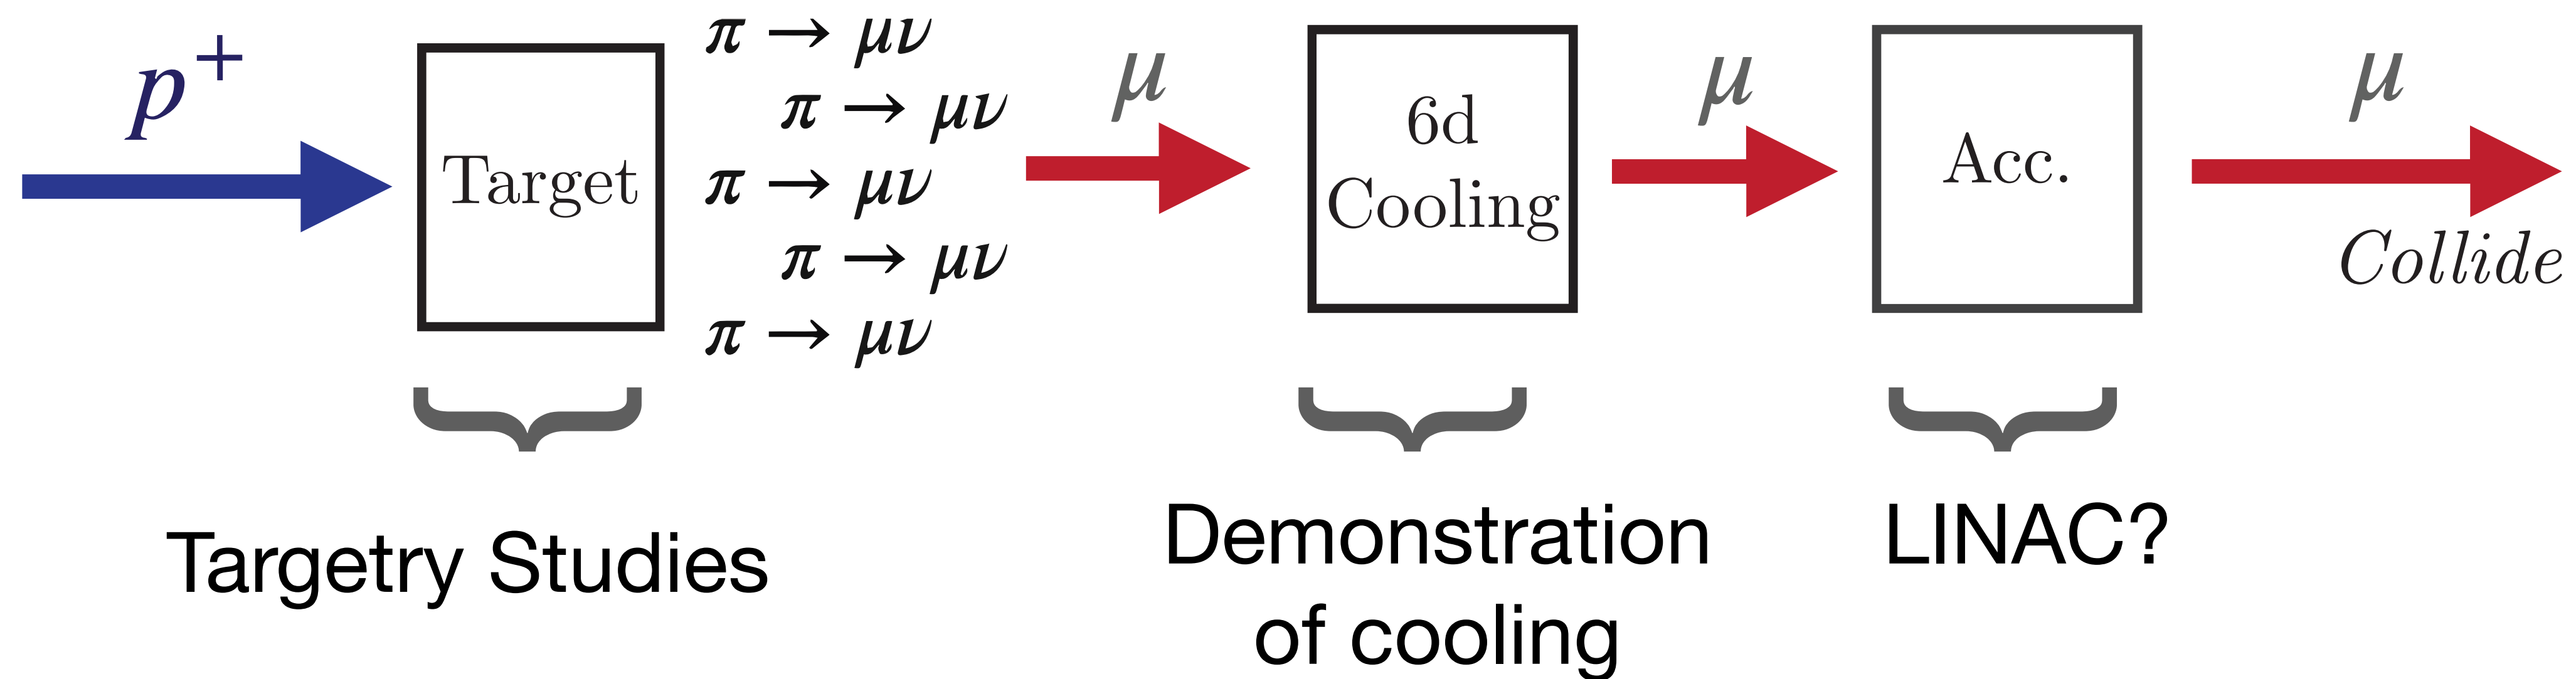 p⁺
Target
π → μν
π → μν
π → μν
π → μν
π → μν
μ
6d
Cooling
μ
Acc.
μ
Collide
Targetry Studies
Demonstration
of cooling
LINAC?